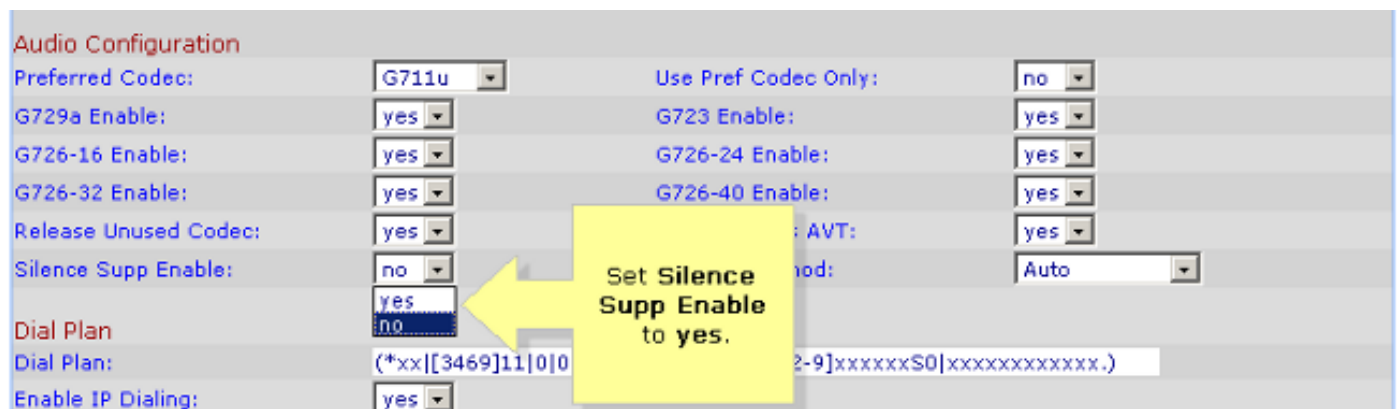 Audio Configuration
Preferred Codec: G711u Use Pref Codec Only: no
G729a Enable: yes G723 Enable: yes
G726-16 Enable: yes G726-24 Enable: yes
G726-32 Enable: yes G726-40 Enable: yes
Release Unused Codec: yes AVT: yes
Silence Supp Enable: no Auto
yes
no
Set Silence
Supp Enable
to yes.
Dial Plan
Dial Plan: (*xx|[3469]11|0|0 2-9]xxxxxxS0|xxxxxxxxxxxx.)
Enable IP Dialing: yes